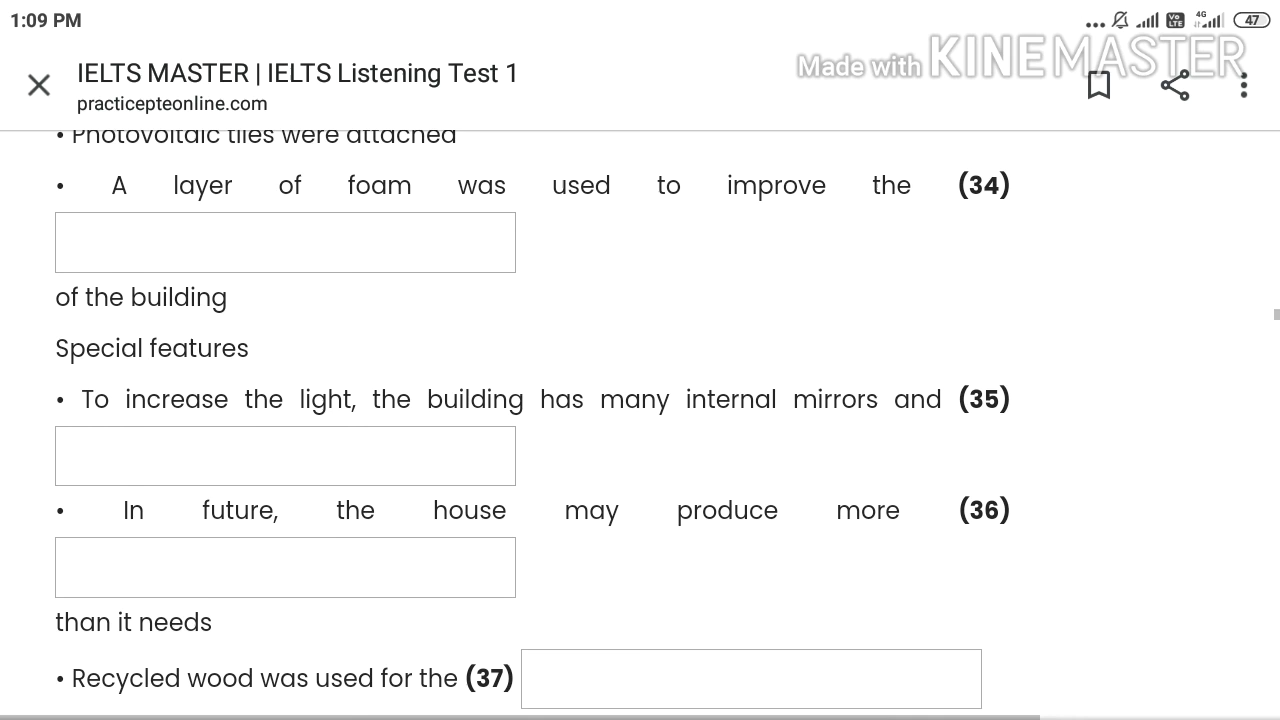 1:09 PM
4G
Vo
LTE
47
Made with KINEMASTER
IELTS MASTER | IELTS Listening Test 1
practicepteonline.com
• Photovoltaic tiles were attached
• A layer of foam was used to improve the (34)
of the building
Special features
• To increase the light, the building has many internal mirrors and (35)
• In future, the house may produce more (36)
than it needs
• Recycled wood was used for the (37)